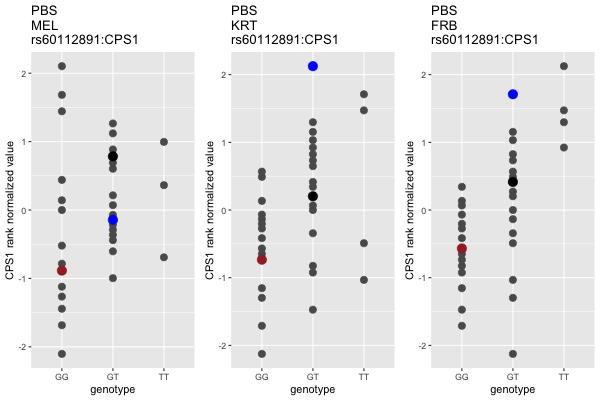 PBS
MEL
rs60112891:CPS1
PBS
KRT
rs60112891:CPS1
PBS
FRB
rs60112891:CPS1
CPS1 rank normalized value
2
1
0
-1
-2
GG GT TT
genotype
CPS1 rank normalized value
2
1
0
-1
-2
GG GT TT
genotype
CPS1 rank normalized value
2
1
0
-1
-2
GG GT TT
genotype